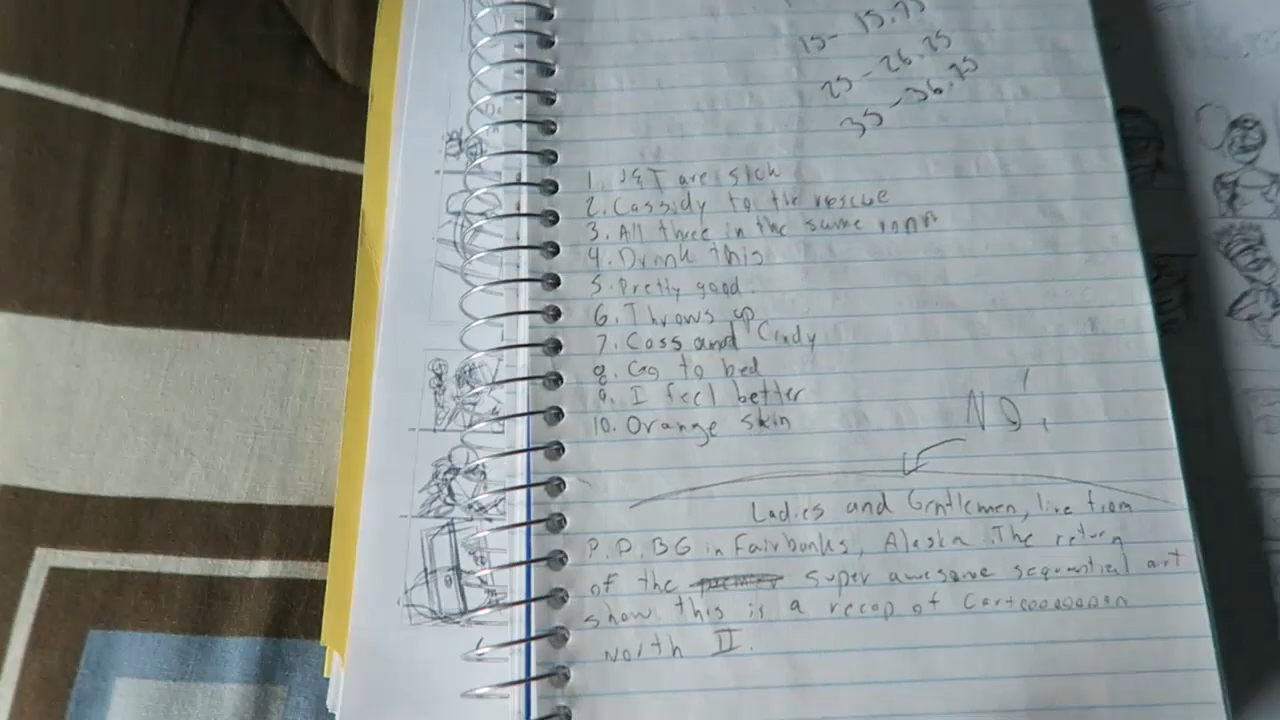 15 - 15.75
25 - 26.25
35 - 36.75
1. J&T are sick
2. Cassidy to the rescue
3. All three in the same room
4. Drink this
5. Pretty good.
6. Throws up
7. Cass and Cindy
8. Go to bed
9. I feel better
10. Orange skin
NO!
Ladies and Gentlemen, live from
P.D.BG in Fairbanks, Alaska. The return
of the super awesome sequential art
show. this is a recap of Cartooooooon
North II.